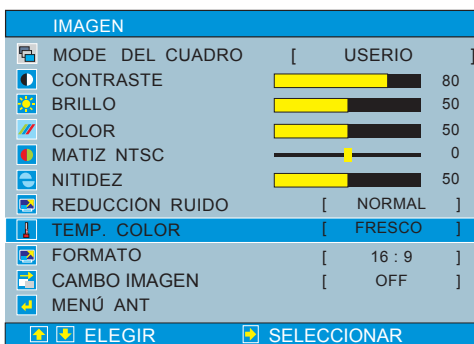 IMAGEN
MODE DEL CUADRO [ USERIO ]
CONTRASTE 80
BRILLO 50
COLOR 50
MATIZ NTSC 0
NITIDEZ 50
REDUCCION RUIDO [ NORMAL ]
TEMP. COLOR [ FRESCO ]
FORMATO [ 16 : 9 ]
CAMBO IMAGEN [ OFF ]
MENÚ ANT
ELEGIR SELECCIONAR